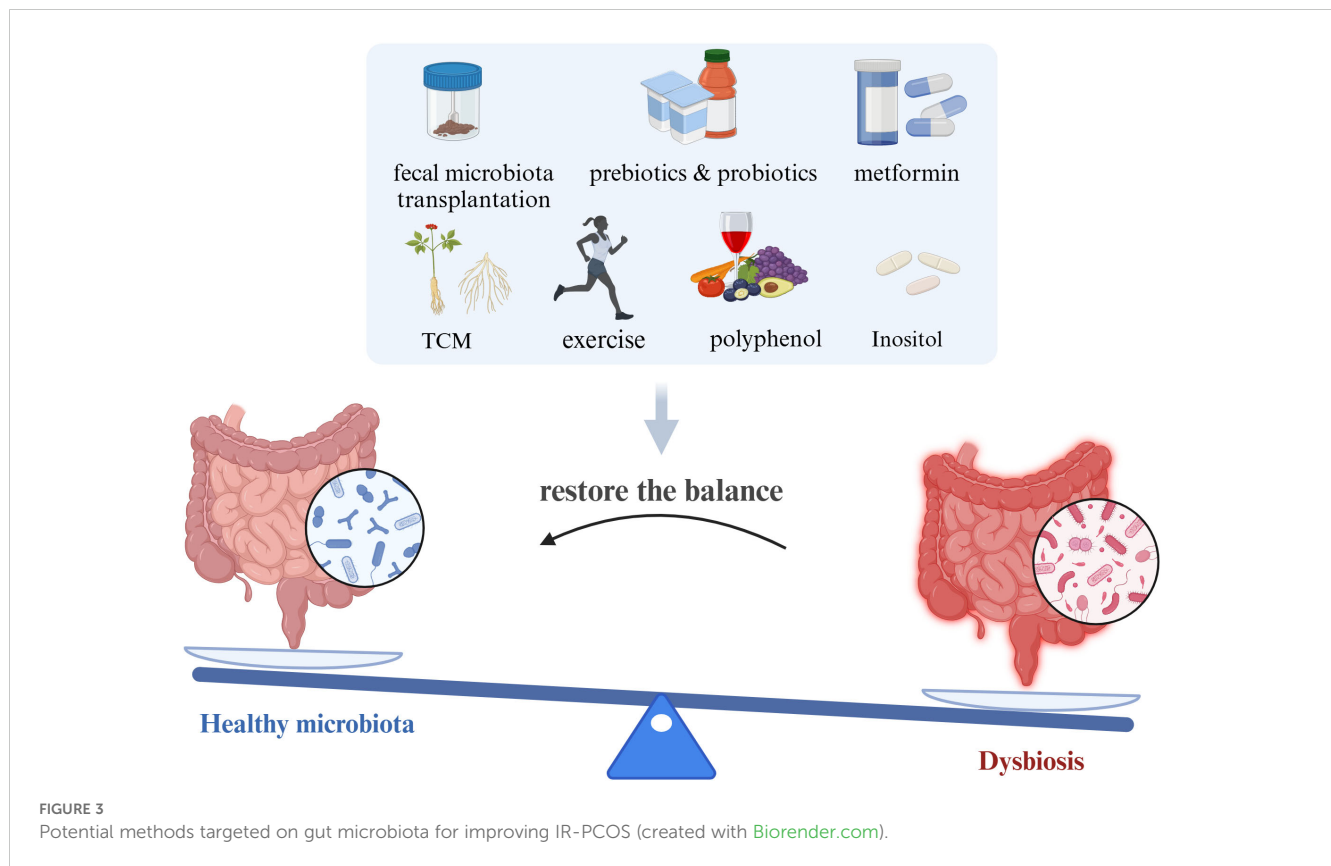 fecal microbiota
transplantation
prebiotics & probiotics
metformin
TCM
exercise
polyphenol
Inositol
restore the balance
Healthy microbiota
Dysbiosis
FIGURE 3
Potential methods targeted on gut microbiota for improving IR-PCOS (created with Biorender.com).